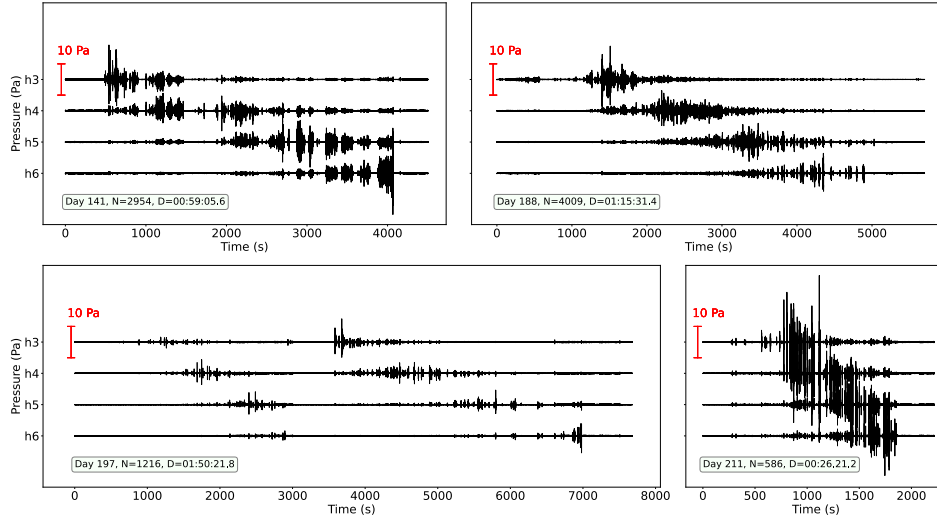 10 Pa
h3
h4
h5
h6
Pressure (Pa)
Day 141, N=2954, D=00:59:05.6
0 1000 2000 3000 4000
Time (s)
10 Pa
h3
h4
h5
h6
Day 188, N=4009, D=01:15:31.4
0 1000 2000 3000 4000 5000
Time (s)
10 Pa
h3
h4
h5
h6
Pressure (Pa)
Day 197, N=1216, D=01:50:21,8
0 1000 2000 3000 4000 5000 6000 7000 8000
Time (s)
10 Pa
h3
h4
h5
h6
Day 211, N=586, D=00:26,21,2
0 500 1000 1500 2000
Time (s)